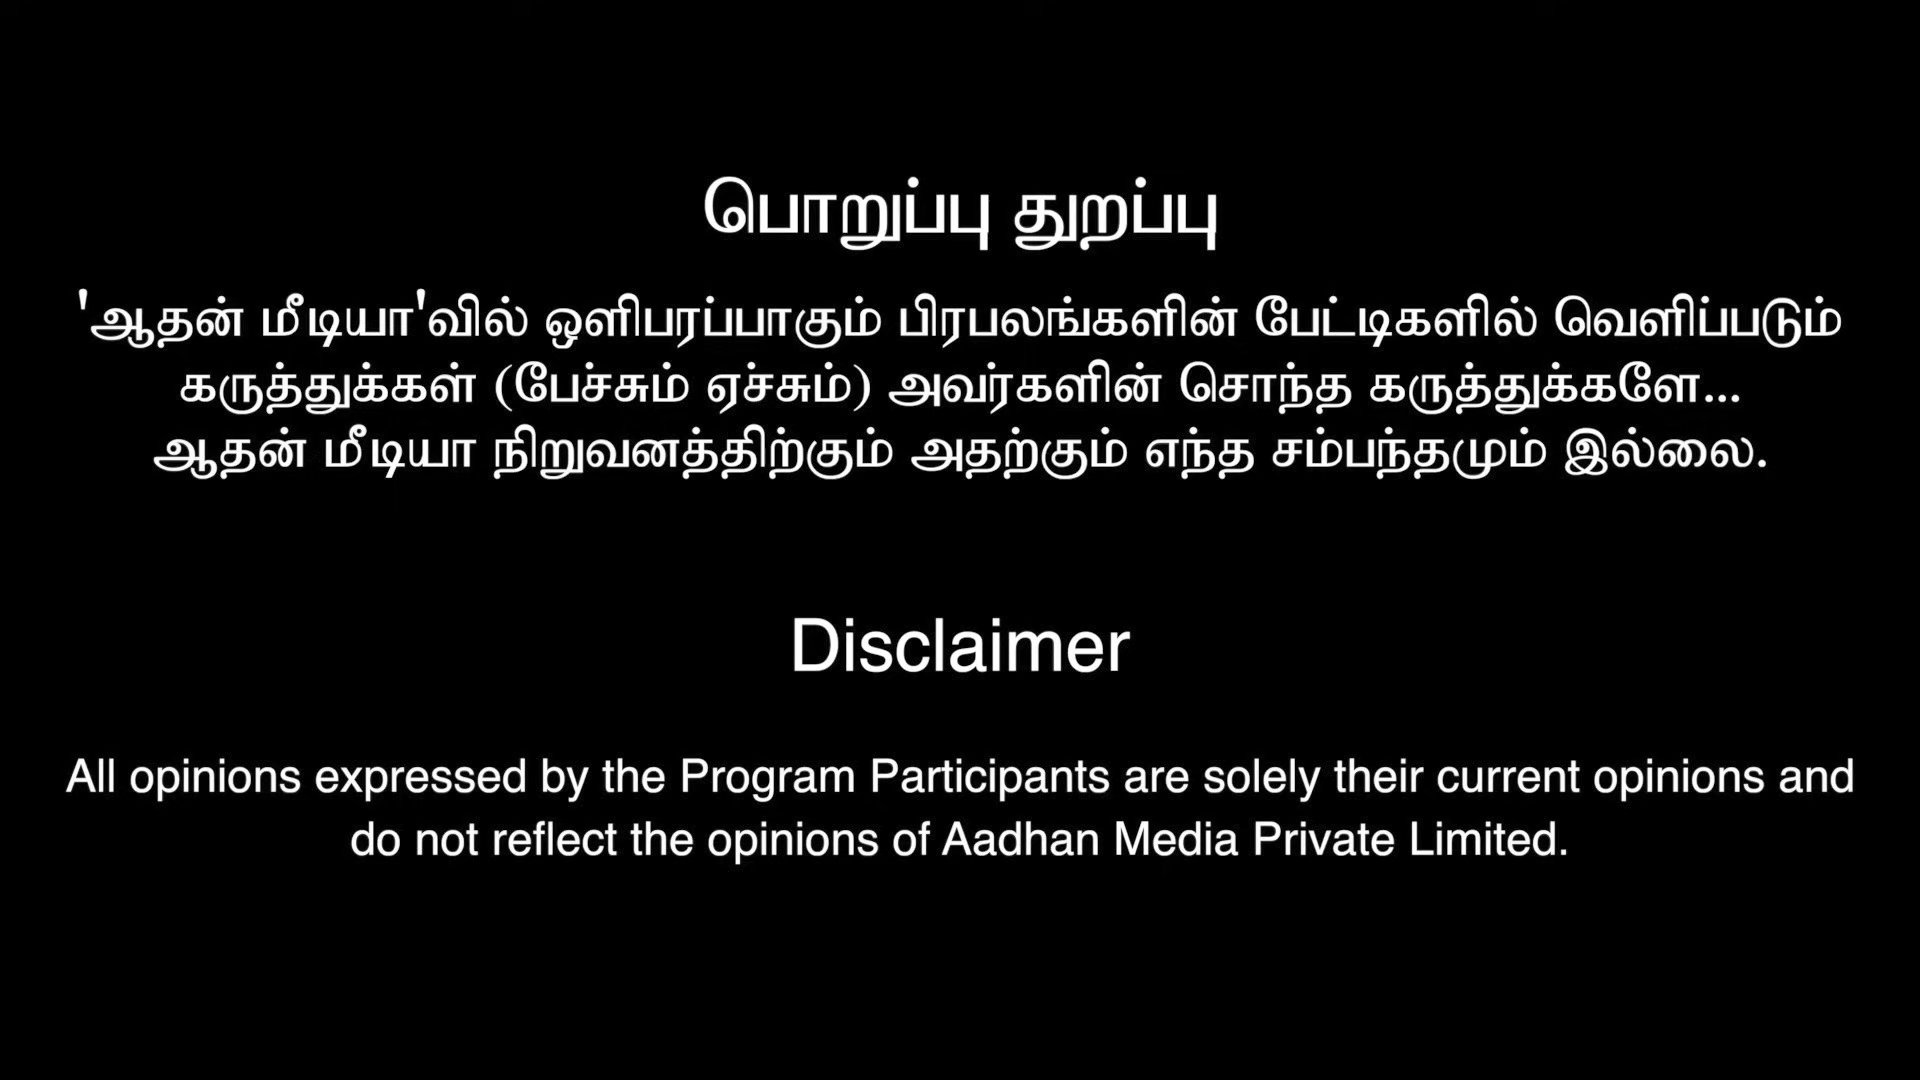 பொறுப்பு துறப்பு
'ஆதன் மீடியா'வில் ஒளிபரப்பாகும் பிரபலங்களின் பேட்டிகளில் வெளிப்படும்
கருத்துக்கள் (பேச்சும் ஏச்சும்) அவர்களின் சொந்த கருத்துக்களே...
ஆதன் மீடியா நிறுவனத்திற்கும் அதற்கும் எந்த சம்பந்தமும் இல்லை.
Disclaimer
All opinions expressed by the Program Participants are solely their current opinions and
do not reflect the opinions of Aadhan Media Private Limited.